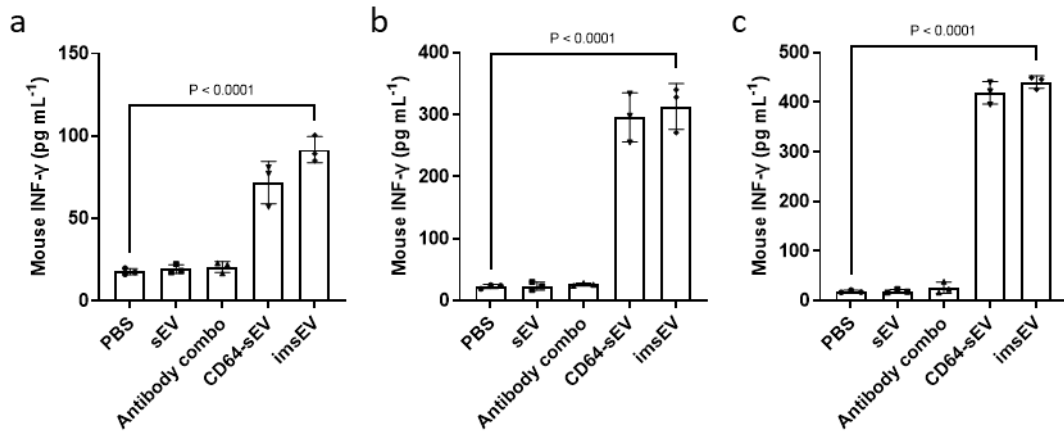 a
Mouse INF-γ (pg mL⁻¹)
150
100
50
0
P < 0.0001
PBS
sEV
Antibody combo
CD64-sEV
imsEV
b
Mouse INF-γ (pg mL⁻¹)
400
300
200
100
0
P < 0.0001
PBS
sEV
Antibody combo
CD64-sEV
imsEV
c
Mouse INF-γ (pg mL⁻¹)
500
400
300
200
100
0
P < 0.0001
PBS
sEV
Antibody combo
CD64-sEV
imsEV